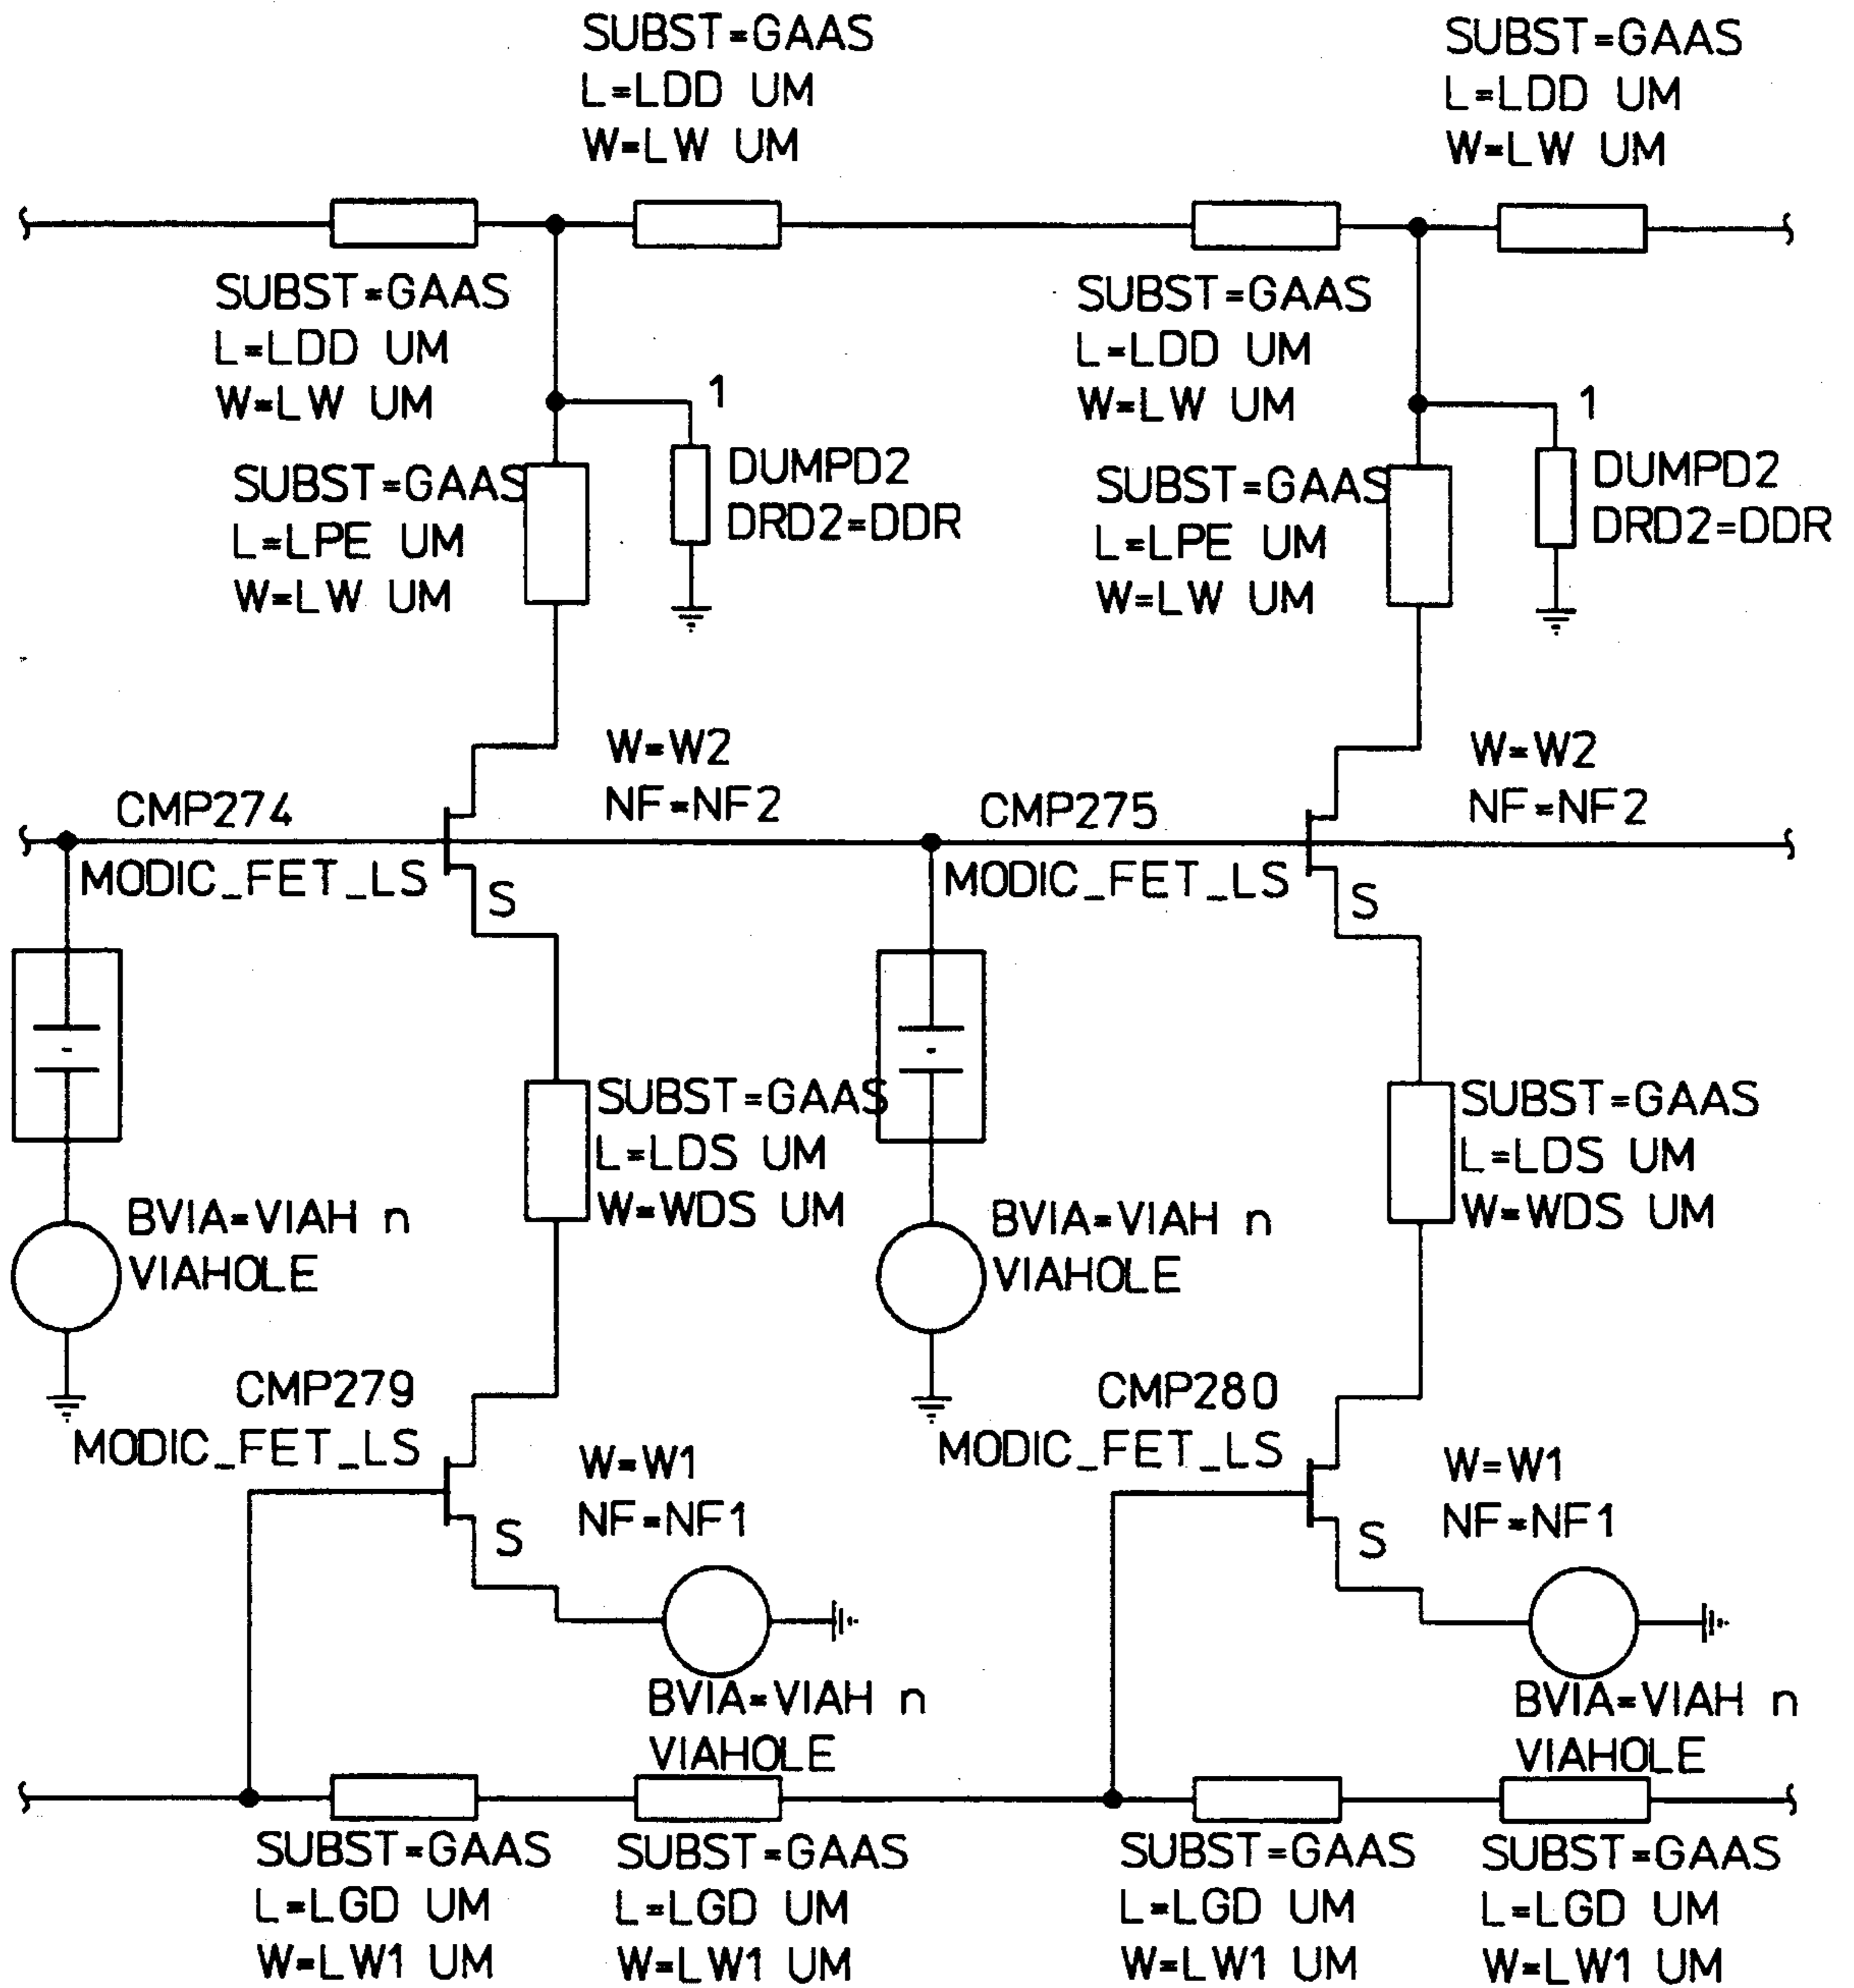 SUBST=GAAS
L=LDD UM
W=LW UM
SUBST=GAAS
L=LDD UM
W=LW UM
SUBST=GAAS
L=LDD UM
W=LW UM
SUBST=GAAS
L=LDD UM
W=LW UM
1
1
SUBST=GAAS
L=LPE UM
W=LW UM
DUMPD2
DRD2=DDR
SUBST=GAAS
L=LPE UM
W=LW UM
DUMPD2
DRD2=DDR
W=W2
NF=NF2
W=W2
NF=NF2
CMP274
MODIC_FET_LS
S
CMP275
MODIC_FET_LS
S
SUBST=GAAS
L=LDS UM
W=WDS UM
SUBST=GAAS
L=LDS UM
W=WDS UM
BVIA=VIAH n
VIAHOLE
BVIA=VIAH n
VIAHOLE
CMP279
MODIC_FET_LS
S
W=W1
NF=NF1
CMP280
MODIC_FET_LS
S
W=W1
NF=NF1
BVIA=VIAH n
VIAHOLE
BVIA=VIAH n
VIAHOLE
SUBST=GAAS
L=LGD UM
W=LW1 UM
SUBST=GAAS
L=LGD UM
W=LW1 UM
SUBST=GAAS
L=LGD UM
W=LW1 UM
SUBST=GAAS
L=LGD UM
W=LW1 UM